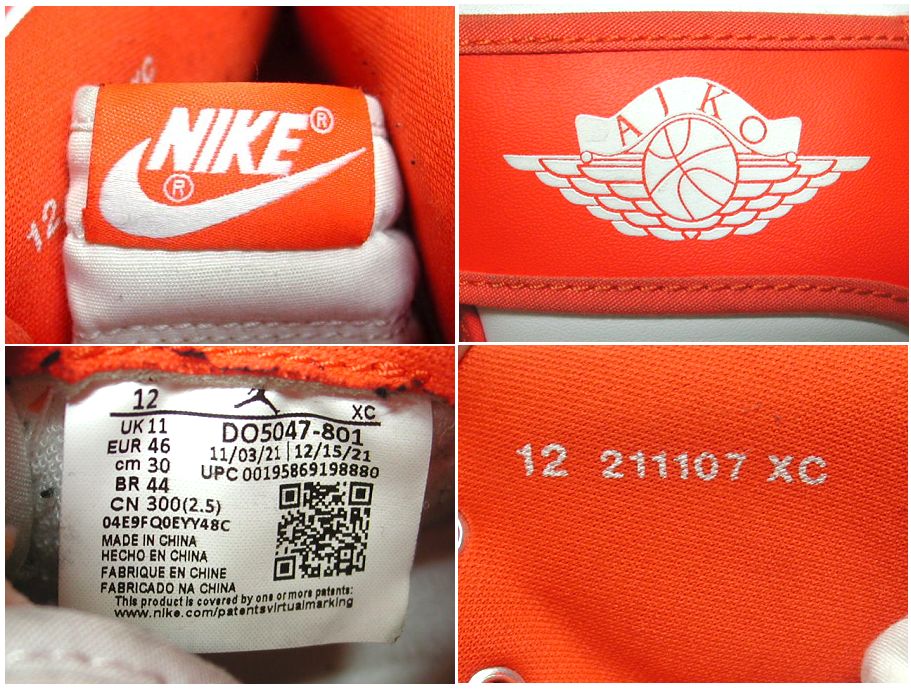 XC
12
NIKE®
®
AJKO
12
XC
UK 11
EUR 46
cm 30
BR 44
CN 300(2.5)
04E9FQ0EYY48C
DO5047-801
11/03/21 | 12/15/21
UPC 00195869198880
MADE IN CHINA
HECHO EN CHINA
FABRIQUE EN CHINE
FABRICADO NA CHINA
This product is covered by one or more patents:
www.nike.com/patentsvirtualmarking
12 211107 XC